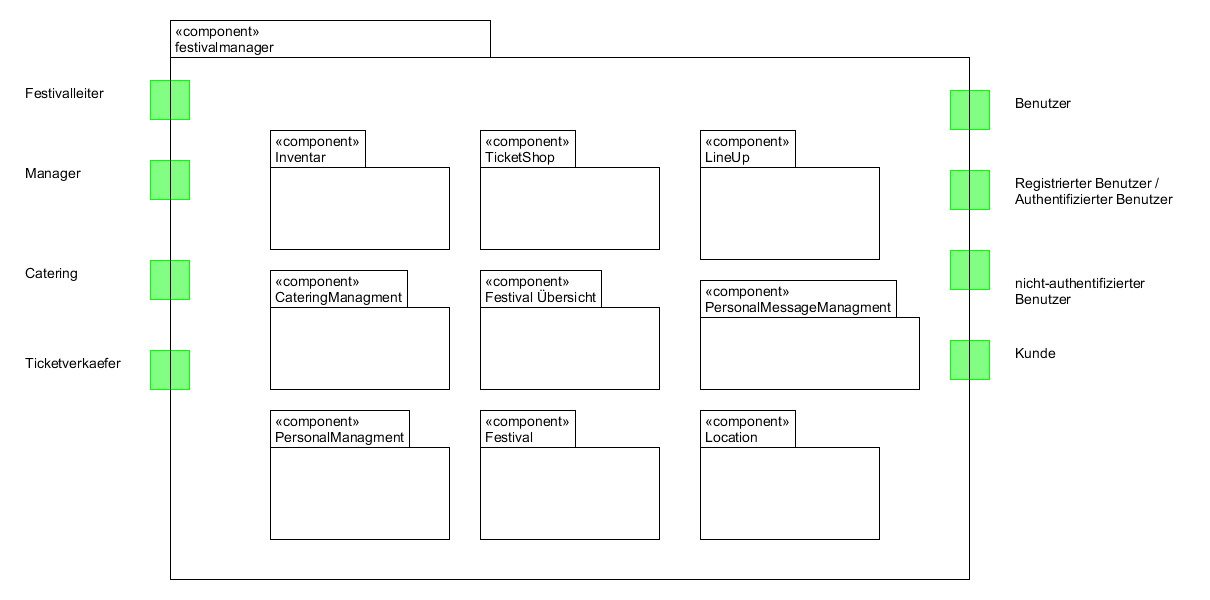 «component»
festivalmanager
Festivalleiter
Manager
Catering
Ticketverkaefer
«component»
Inventar
«component»
TicketShop
«component»
LineUp
«component»
CateringManagment
«component»
Festival Übersicht
«component»
PersonalMessageManagment
«component»
PersonalManagment
«component»
Festival
«component»
Location
Benutzer
Registrierter Benutzer /
Authentifizierter Benutzer
nicht-authentifizierter
Benutzer
Kunde